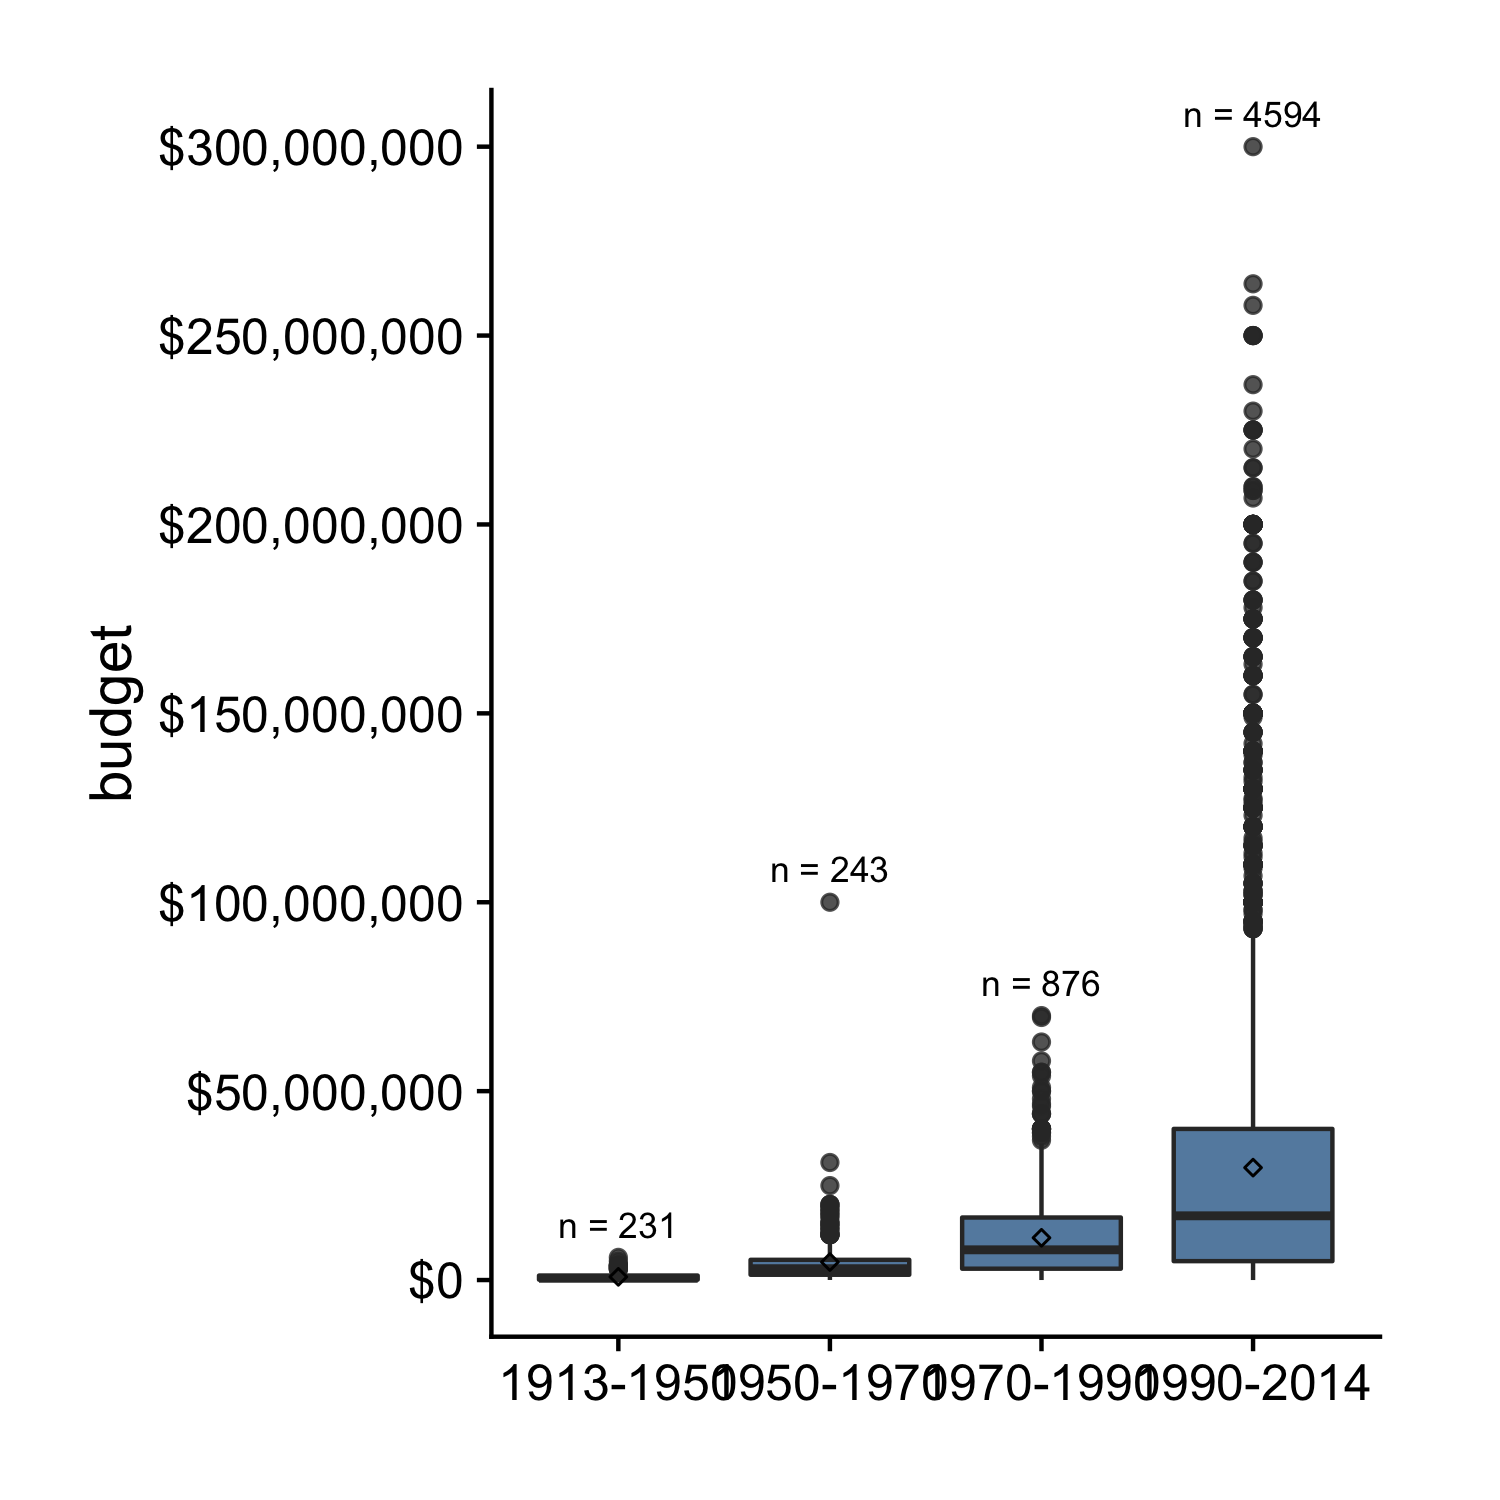 n = 4594
$300,000,000
$250,000,000
$200,000,000
$150,000,000
$100,000,000
$50,000,000
$0
budget
n = 243
n = 876
n = 231
1913-1950
1950-1970
1970-1990
1990-2014